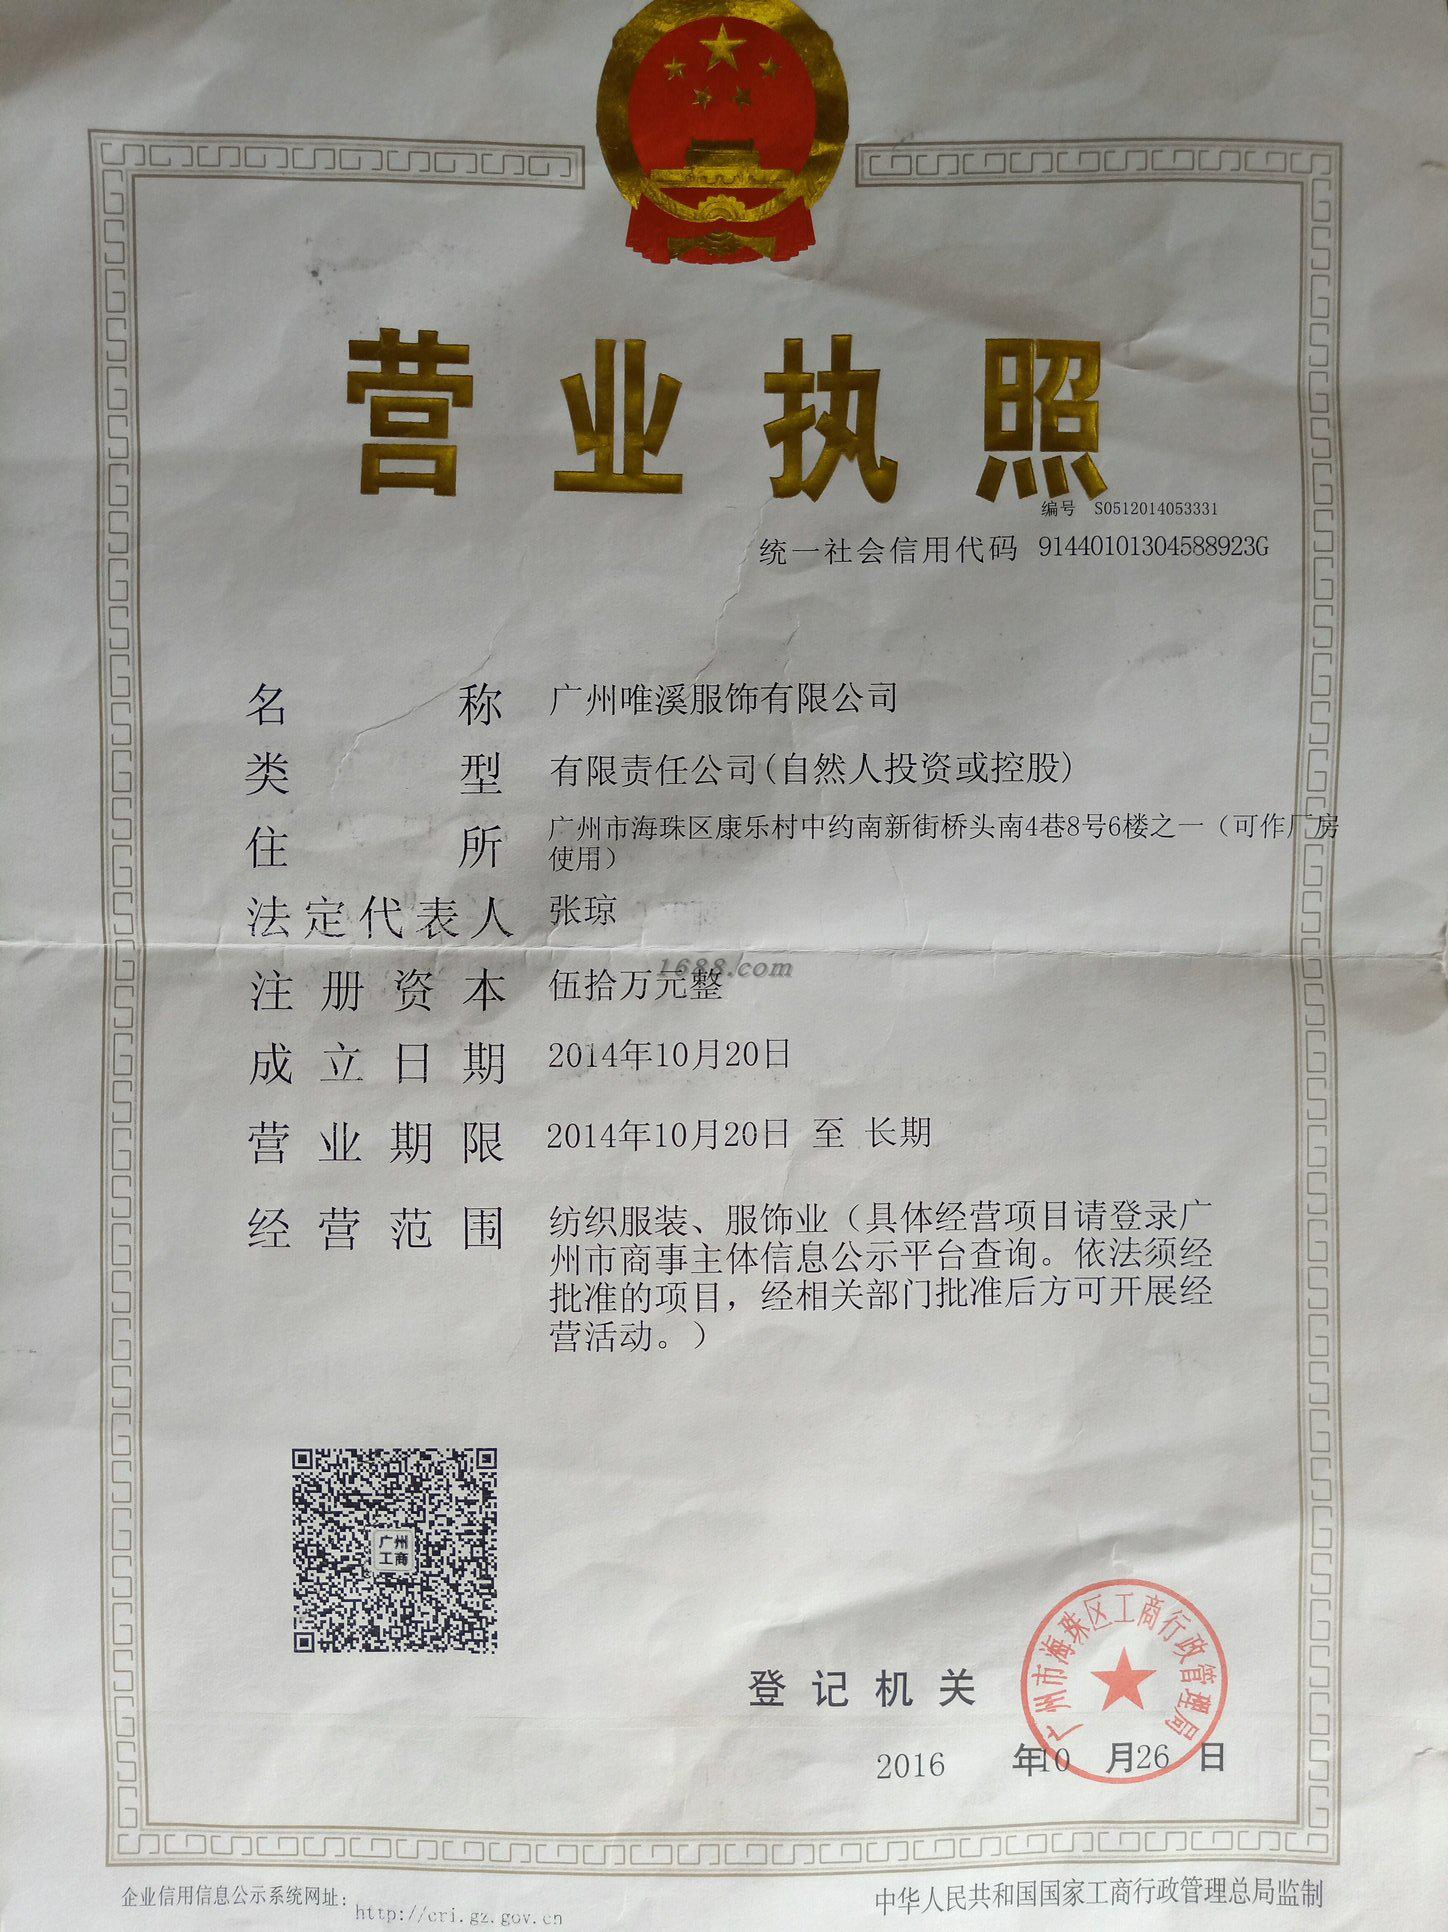 营业执照
编号 S0512014053331
统一社会信用代码 91440101304588923G
名称 广州唯溪服饰有限公司
类型 有限责任公司(自然人投资或控股)
住所 广州市海珠区康乐村中约南新街桥头南4巷8号6楼之一（可作厂房
使用）
法定代表人 张琼
1688.com
注册资本 伍拾万元整
成立日期 2014年10月20日
营业期限 2014年10月20日 至 长期
经营范围 纺织服装、服饰业（具体经营项目请登录广
州市商事主体信息公示平台查询。依法须经
批准的项目，经相关部门批准后方可开展经
营活动。）
广州
工商
广州市海珠区工商行政管理局
登记机关
2016 年10 月26 日
企业信用信息公示系统网址：http://cri.gz.gov.cn
中华人民共和国国家工商行政管理总局监制